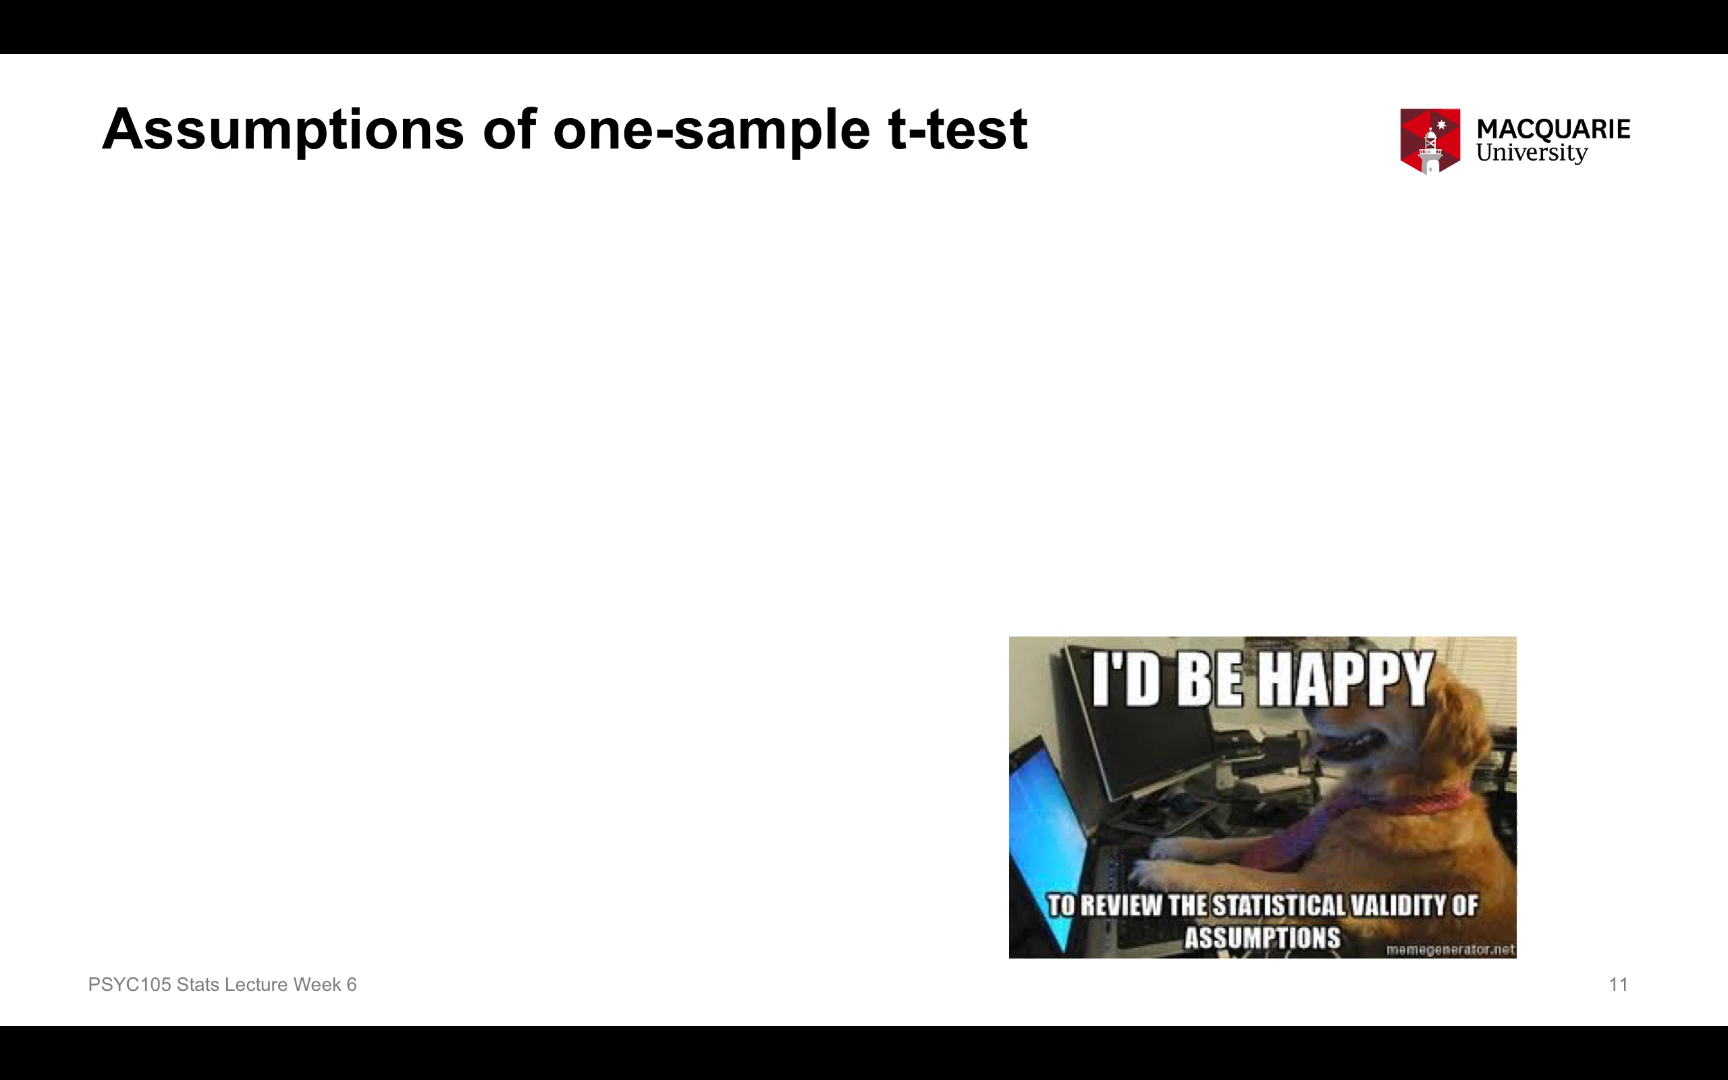 Assumptions of one-sample t-test
MACQUARIE
University
I'D BE HAPPY
TO REVIEW THE STATISTICAL VALIDITY OF
ASSUMPTIONS
memegenerator.net
PSYC105 Stats Lecture Week 6
11